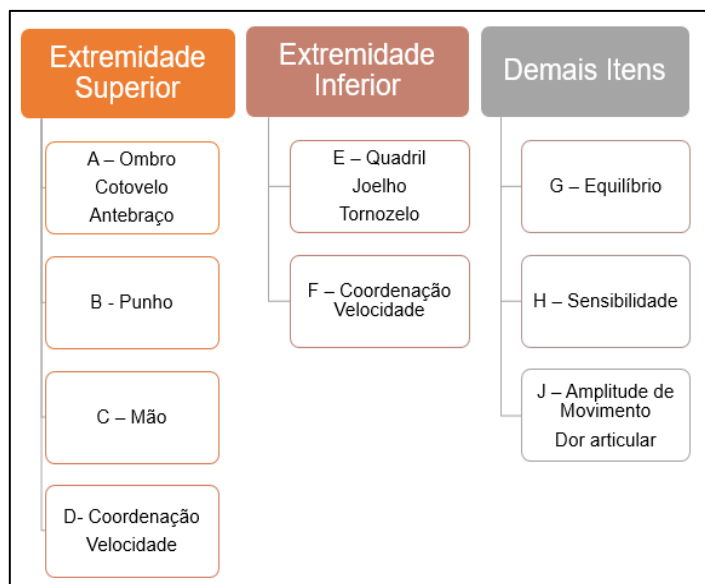 Extremidade
Superior
A – Ombro
Cotovelo
Antebraço
B - Punho
C – Mão
D- Coordenação
Velocidade
Extremidade
Inferior
E – Quadril
Joelho
Tornozelo
F – Coordenação
Velocidade
Demais Itens
G – Equilíbrio
H – Sensibilidade
J – Amplitude de
Movimento
Dor articular